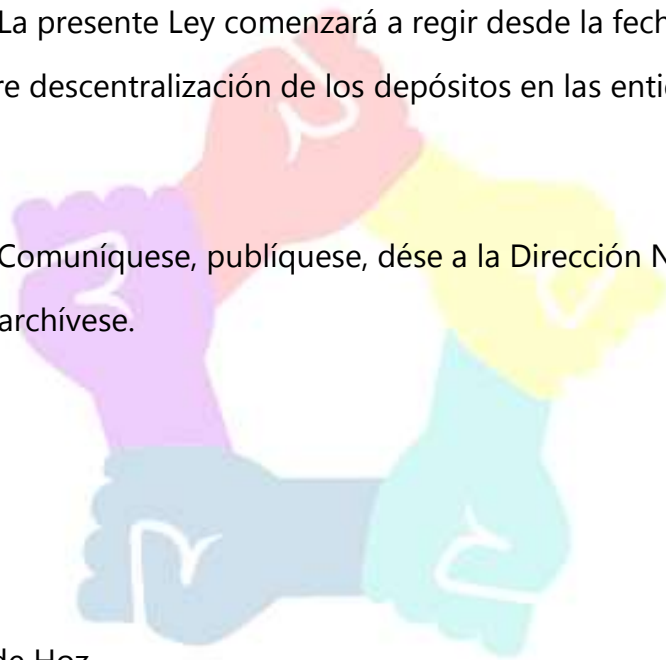 La presente Ley comenzará a regir desde la fech
re descentralización de los depósitos en las enti
Comuníquese, publíquese, dése a la Dirección N
archívese.
de Hoz